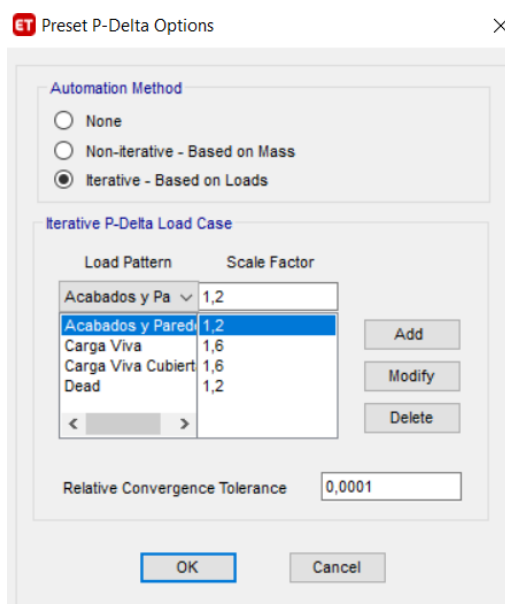 ET Preset P-Delta Options
Automation Method
None
Non-iterative - Based on Mass
Iterative - Based on Loads
Iterative P-Delta Load Case
Load Pattern Scale Factor
Acabados y Pa 1,2
Acabados y Pared 1,2
Carga Viva 1,6
Carga Viva Cubiert 1,6
Dead 1,2
Add
Modify
Delete
Relative Convergence Tolerance 0,0001
OK Cancel